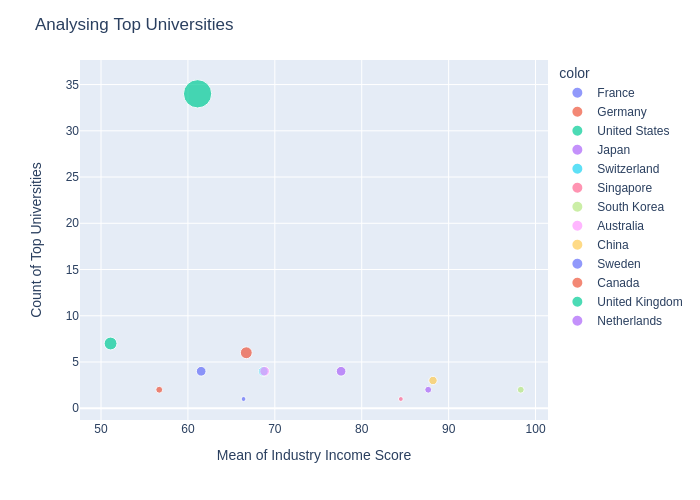 Analysing Top Universities
color
France
Germany
United States
Japan
Switzerland
Singapore
South Korea
Australia
China
Sweden
Canada
United Kingdom
Netherlands
35
30
25
20
15
10
5
0
Count of Top Universities
50 60 70 80 90 100
Mean of Industry Income Score